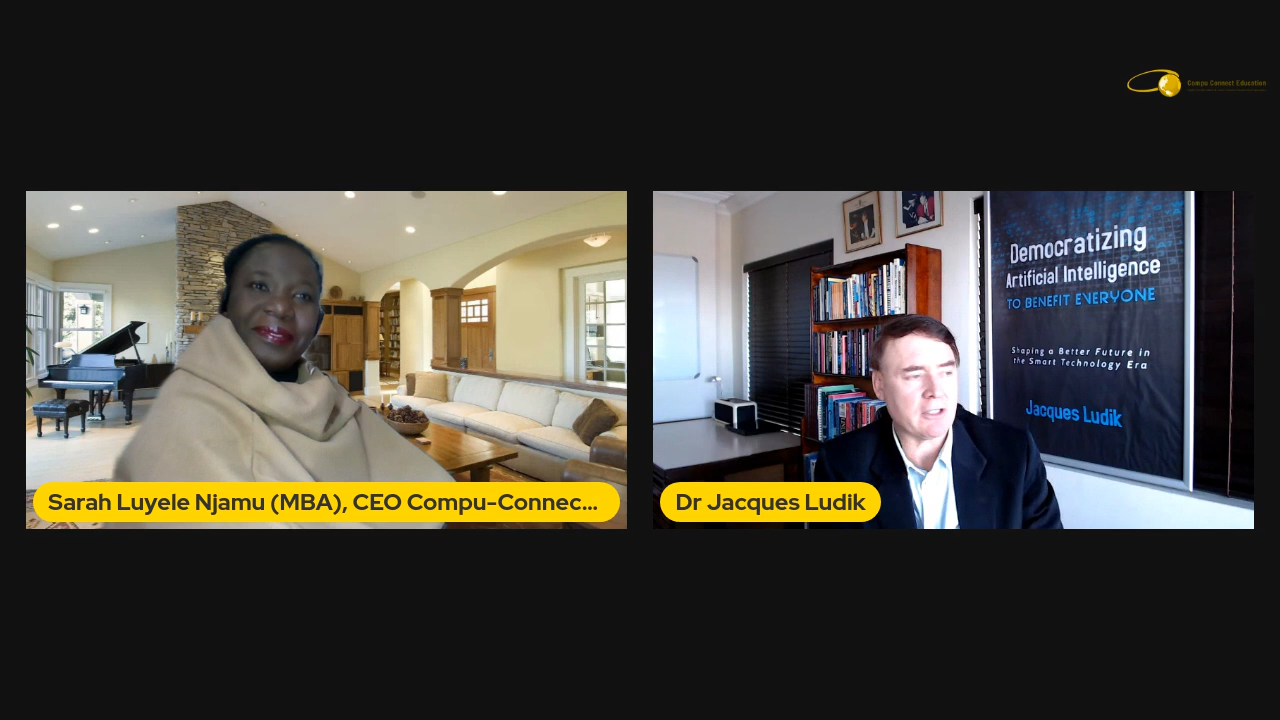 Compu Connect Education
Democratizing
Artificial Intelligence
TO BENEFIT EVERYONE
Shaping a Better Future in
the Smart Technology Era
Jacques Ludik
Sarah Luyele Njamu (MBA), CEO Compu-Connec...
Dr Jacques Ludik